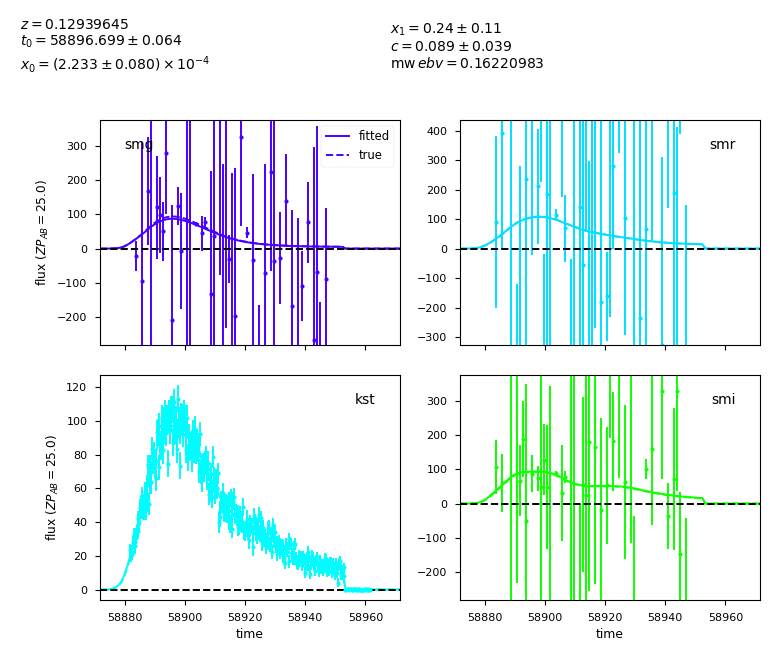 z = 0.12939645
t₀ = 58896.699 ± 0.064
x₀ = (2.233 ± 0.080) × 10⁻⁴
x₁ = 0.24 ± 0.11
c = 0.089 ± 0.039
mwebv = 0.16220983
smg
fitted
true
300
200
100
0
−100
−200
flux (ZP_AB = 25.0)
smr
400
300
200
100
0
−100
−200
−300
kst
120
100
80
60
40
20
0
flux (ZP_AB = 25.0)
58880 58900 58920 58940 58960
time
smi
300
200
100
0
−100
−200
58880 58900 58920 58940 58960
time